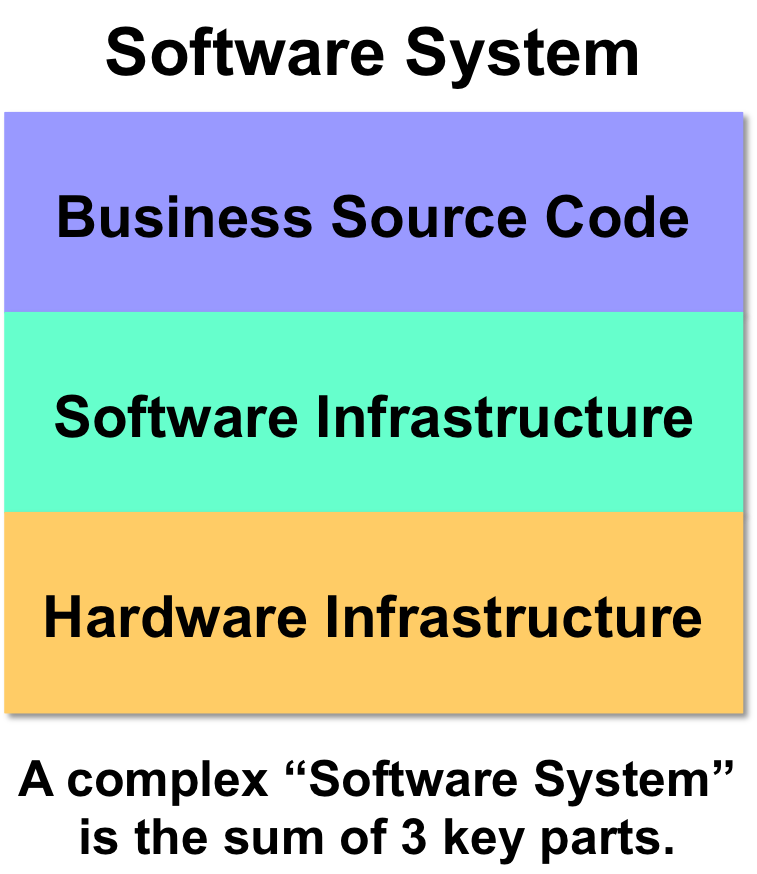 Software System
Business Source Code
Software Infrastructure
Hardware Infrastructure
A complex “Software System”
is the sum of 3 key parts.